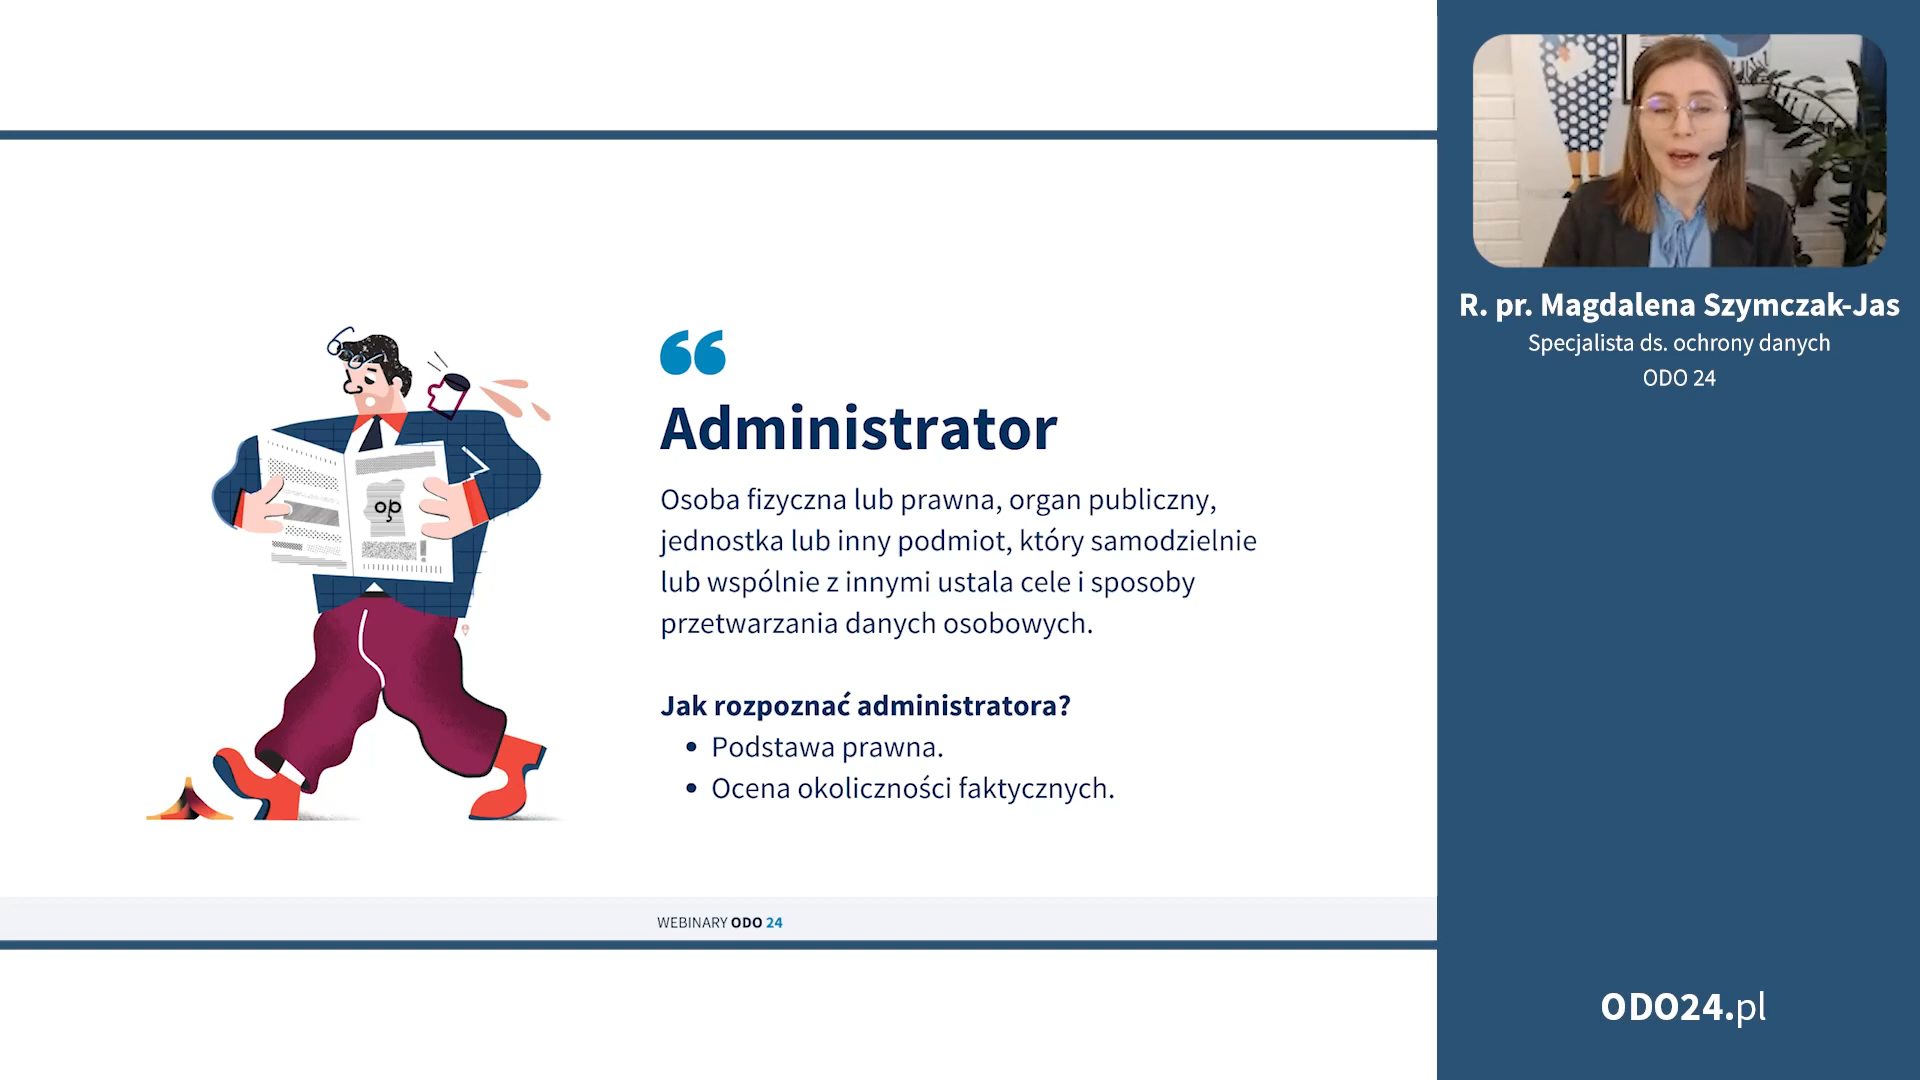 Administrator
Osoba fizyczna lub prawna, organ publiczny,
jednostka lub inny podmiot, który samodzielnie
lub wspólnie z innymi ustala cele i sposoby
przetwarzania danych osobowych.
Jak rozpoznać administratora?
• Podstawa prawna.
• Ocena okoliczności faktycznych.
WEBINARY ODO 24
R. pr. Magdalena Szymczak-Jas
Specjalista ds. ochrony danych
ODO 24
ODO24.pl